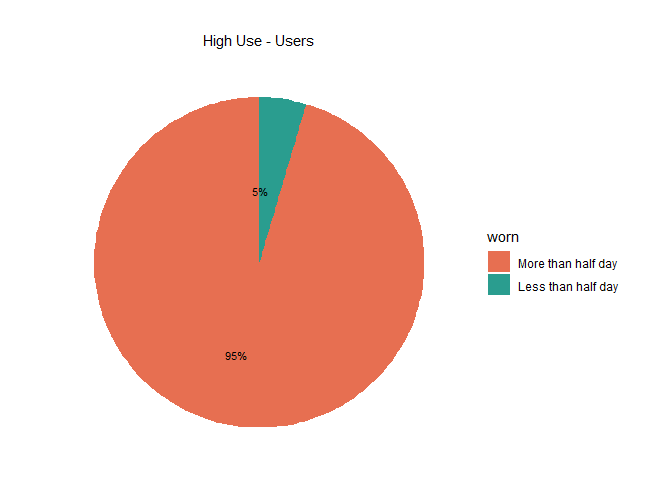 High Use - Users
5%
95%
worn
More than half day
Less than half day